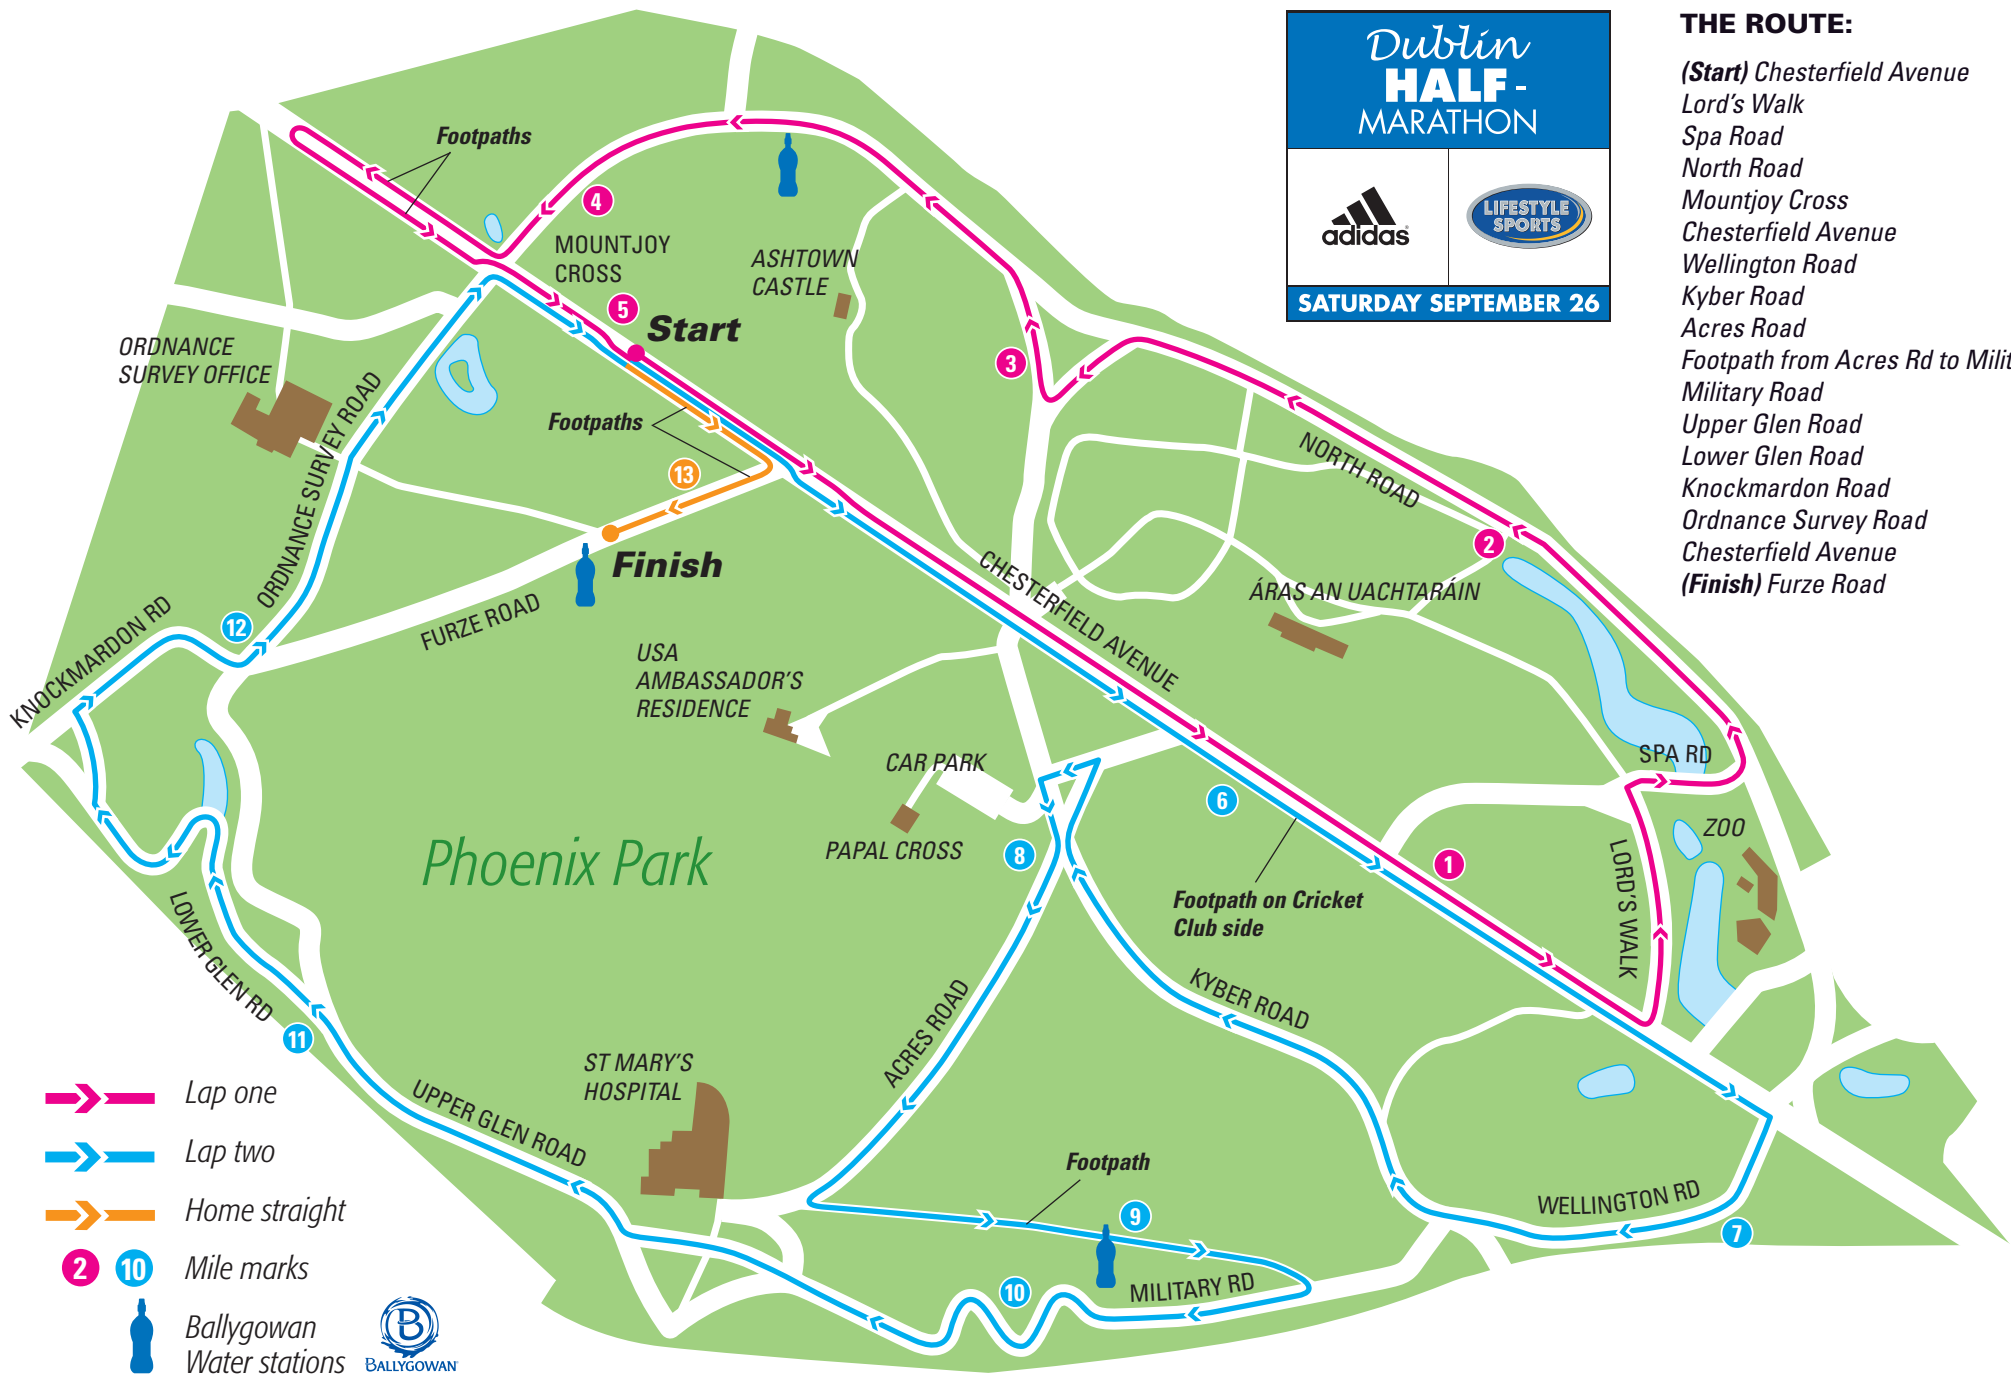 Dublin
HALF-
MARATHON
adidas
LIFESTYLE
SPORTS
SATURDAY SEPTEMBER 26
THE ROUTE:
(Start) Chesterfield Avenue
Lord's Walk
Spa Road
North Road
Mountjoy Cross
Chesterfield Avenue
Wellington Road
Kyber Road
Acres Road
Footpath from Acres Rd to Milit
Military Road
Upper Glen Road
Lower Glen Road
Knockmardon Road
Ordnance Survey Road
Chesterfield Avenue
(Finish) Furze Road
Footpaths
4
MOUNTJOY
CROSS
ASHTOWN
CASTLE
5
Start
3
ORDNANCE
SURVEY OFFICE
ORDNANCE SURVEY ROAD
Footpaths
13
Finish
NORTH ROAD
2
CHESTERFIELD AVENUE
ÁRAS AN UACHTARÁIN
KNOCKMARDON RD
12
FURZE ROAD
USA
AMBASSADOR'S
RESIDENCE
SPA RD
CAR PARK
6
ZOO
PAPAL CROSS
8
1
LORD'S WALK
Phoenix Park
Footpath on Cricket
Club side
LOWER GLEN RD
KYBER ROAD
ACRES ROAD
11
ST MARY'S
HOSPITAL
UPPER GLEN ROAD
Footpath
9
WELLINGTON RD
7
MILITARY RD
10
Lap one
Lap two
Home straight
2 10 Mile marks
Ballygowan
Water stations
B
BALLYGOWAN